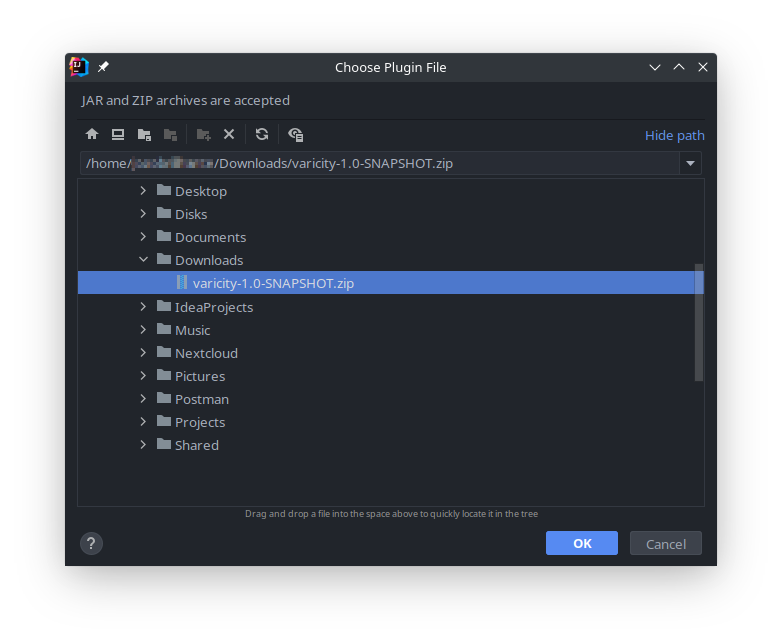 Choose Plugin File
JAR and ZIP archives are accepted
Hide path
/home/ /Downloads/varicity-1.0-SNAPSHOT.zip
Desktop
Disks
Documents
Downloads
varicity-1.0-SNAPSHOT.zip
IdeaProjects
Music
Nextcloud
Pictures
Postman
Projects
Shared
Drag and drop a file into the space above to quickly locate it in the tree
? OK Cancel